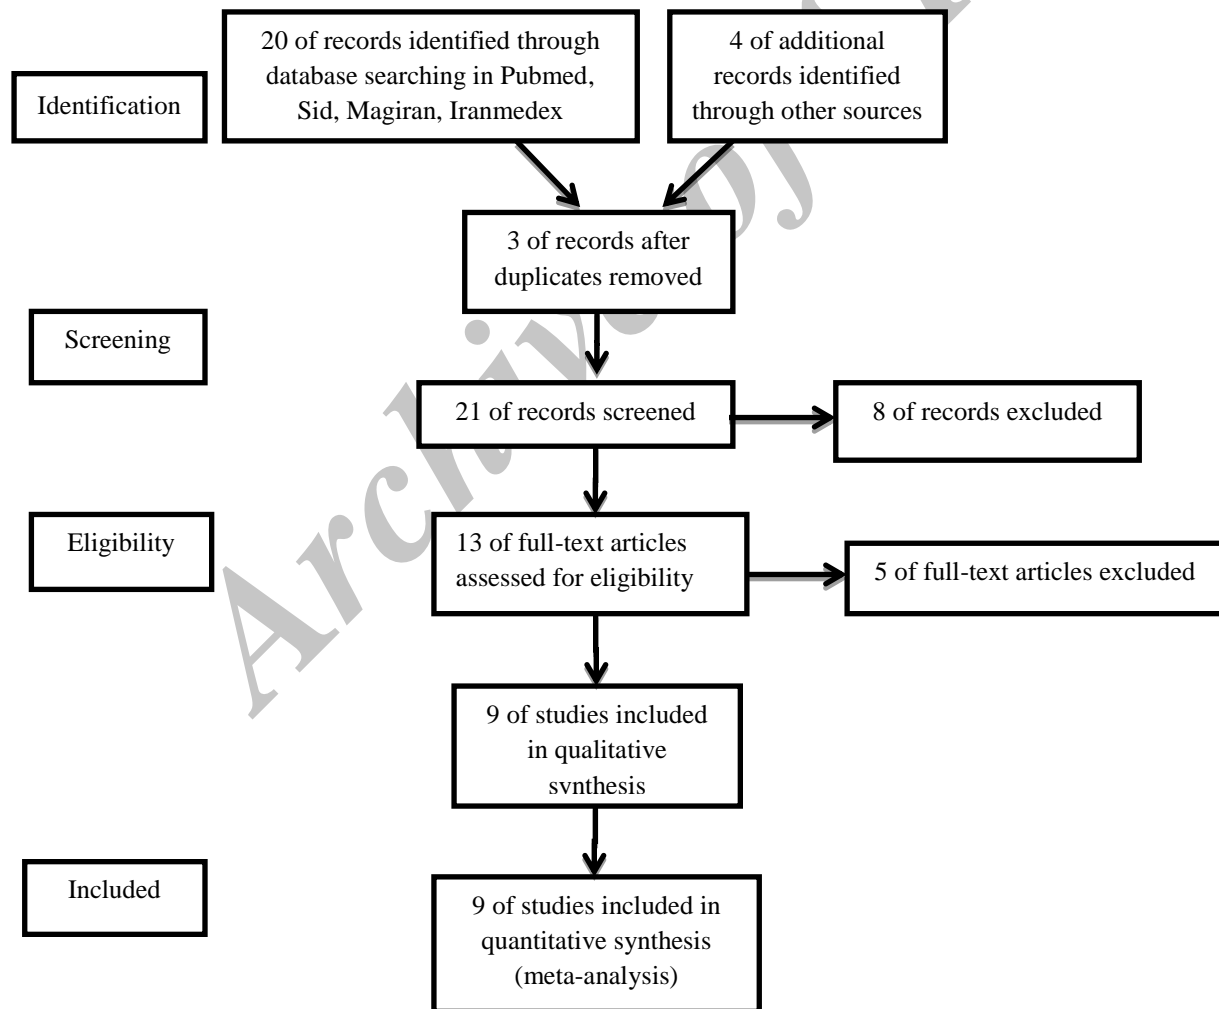 20 of records identified through
database searching in Pubmed,
Sid, Magiran, Iranmedex
4 of additional
records identified
through other sources
Identification
3 of records after
duplicates removed
Screening
21 of records screened
8 of records excluded
Eligibility
13 of full-text articles
assessed for eligibility
5 of full-text articles excluded
9 of studies included
in qualitative
synthesis
Included
9 of studies included in
quantitative synthesis
(meta-analysis)
Archive of